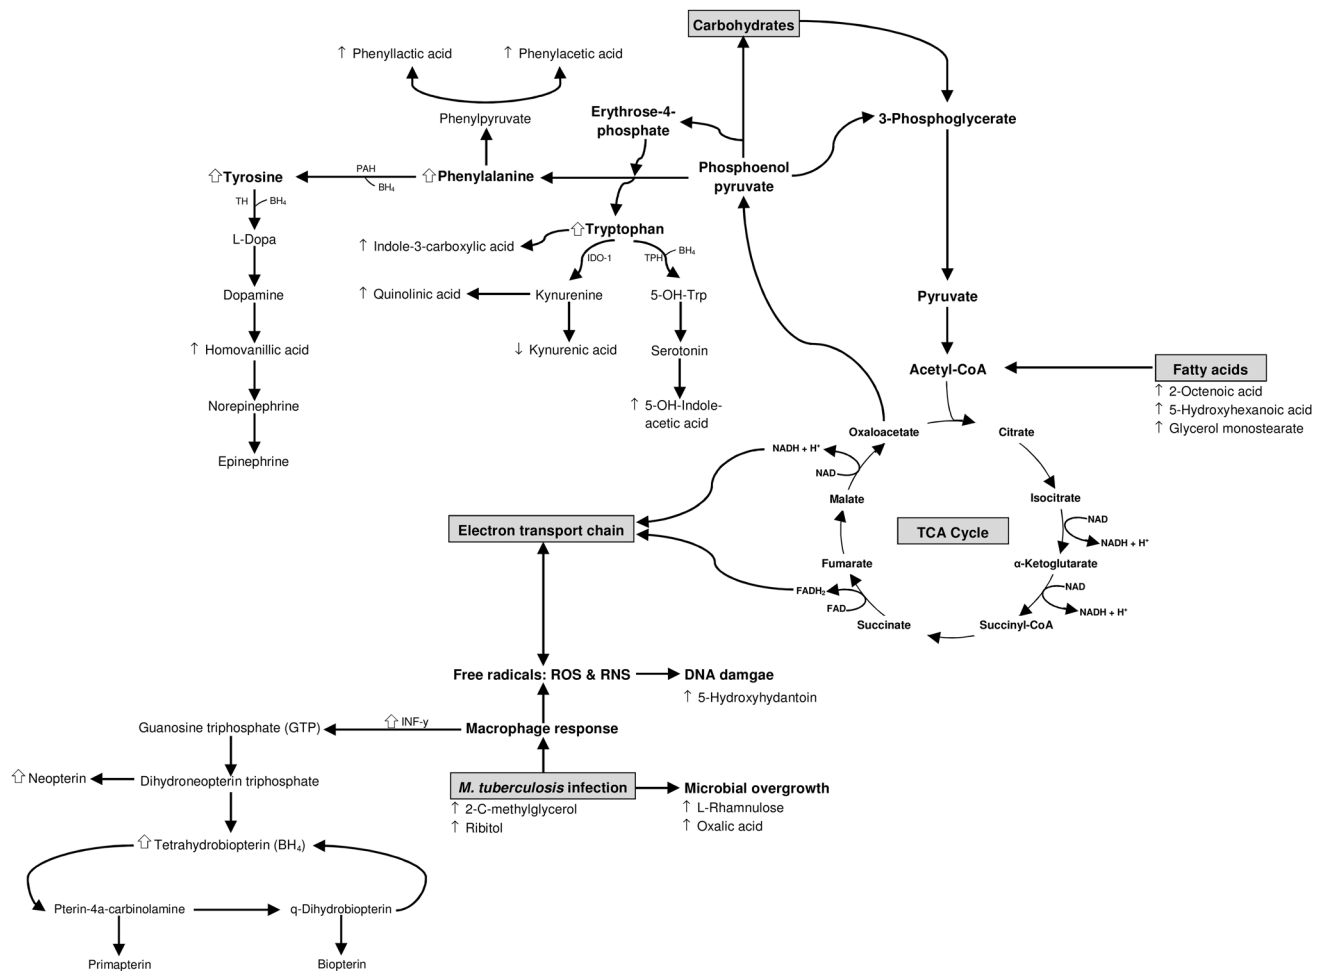 Carbohydrates
↑ Phenyllactic acid
↑ Phenylacetic acid
Phenylpyruvate
Erythrose-4-
phosphate
3-Phosphoglycerate
⇧Tyrosine
PAH
BH₄
⇧Phenylalanine
Phosphoenol
pyruvate
TH
BH₄
L-Dopa
Dopamine
↑ Homovanillic acid
Norepinephrine
Epinephrine
⇧Tryptophan
↑ Indole-3-carboxylic acid
IDO-1
TPH
BH₄
↑ Quinolinic acid
Kynurenine
5-OH-Trp
↓ Kynurenic acid
Serotonin
↑ 5-OH-Indole-
acetic acid
Pyruvate
Acetyl-CoA
Fatty acids
↑ 2-Octenoic acid
↑ 5-Hydroxyhexanoic acid
↑ Glycerol monostearate
Oxaloacetate
Citrate
NADH + H⁺
NAD
Malate
Isocitrate
TCA Cycle
NAD
NADH + H⁺
Fumarate
α-Ketoglutarate
FADH₂
FAD
NAD
NADH + H⁺
Succinate
Succinyl-CoA
Electron transport chain
Free radicals: ROS & RNS
DNA damgae
↑ 5-Hydroxyhydantoin
Guanosine triphosphate (GTP)
⇧ INF-y
Macrophage response
⇧ Neopterin
Dihydroneopterin triphosphate
M. tuberculosis infection
↑ 2-C-methylglycerol
↑ Ribitol
Microbial overgrowth
↑ L-Rhamnulose
↑ Oxalic acid
⇧ Tetrahydrobiopterin (BH₄)
Pterin-4a-carbinolamine
q-Dihydrobiopterin
Primapterin
Biopterin